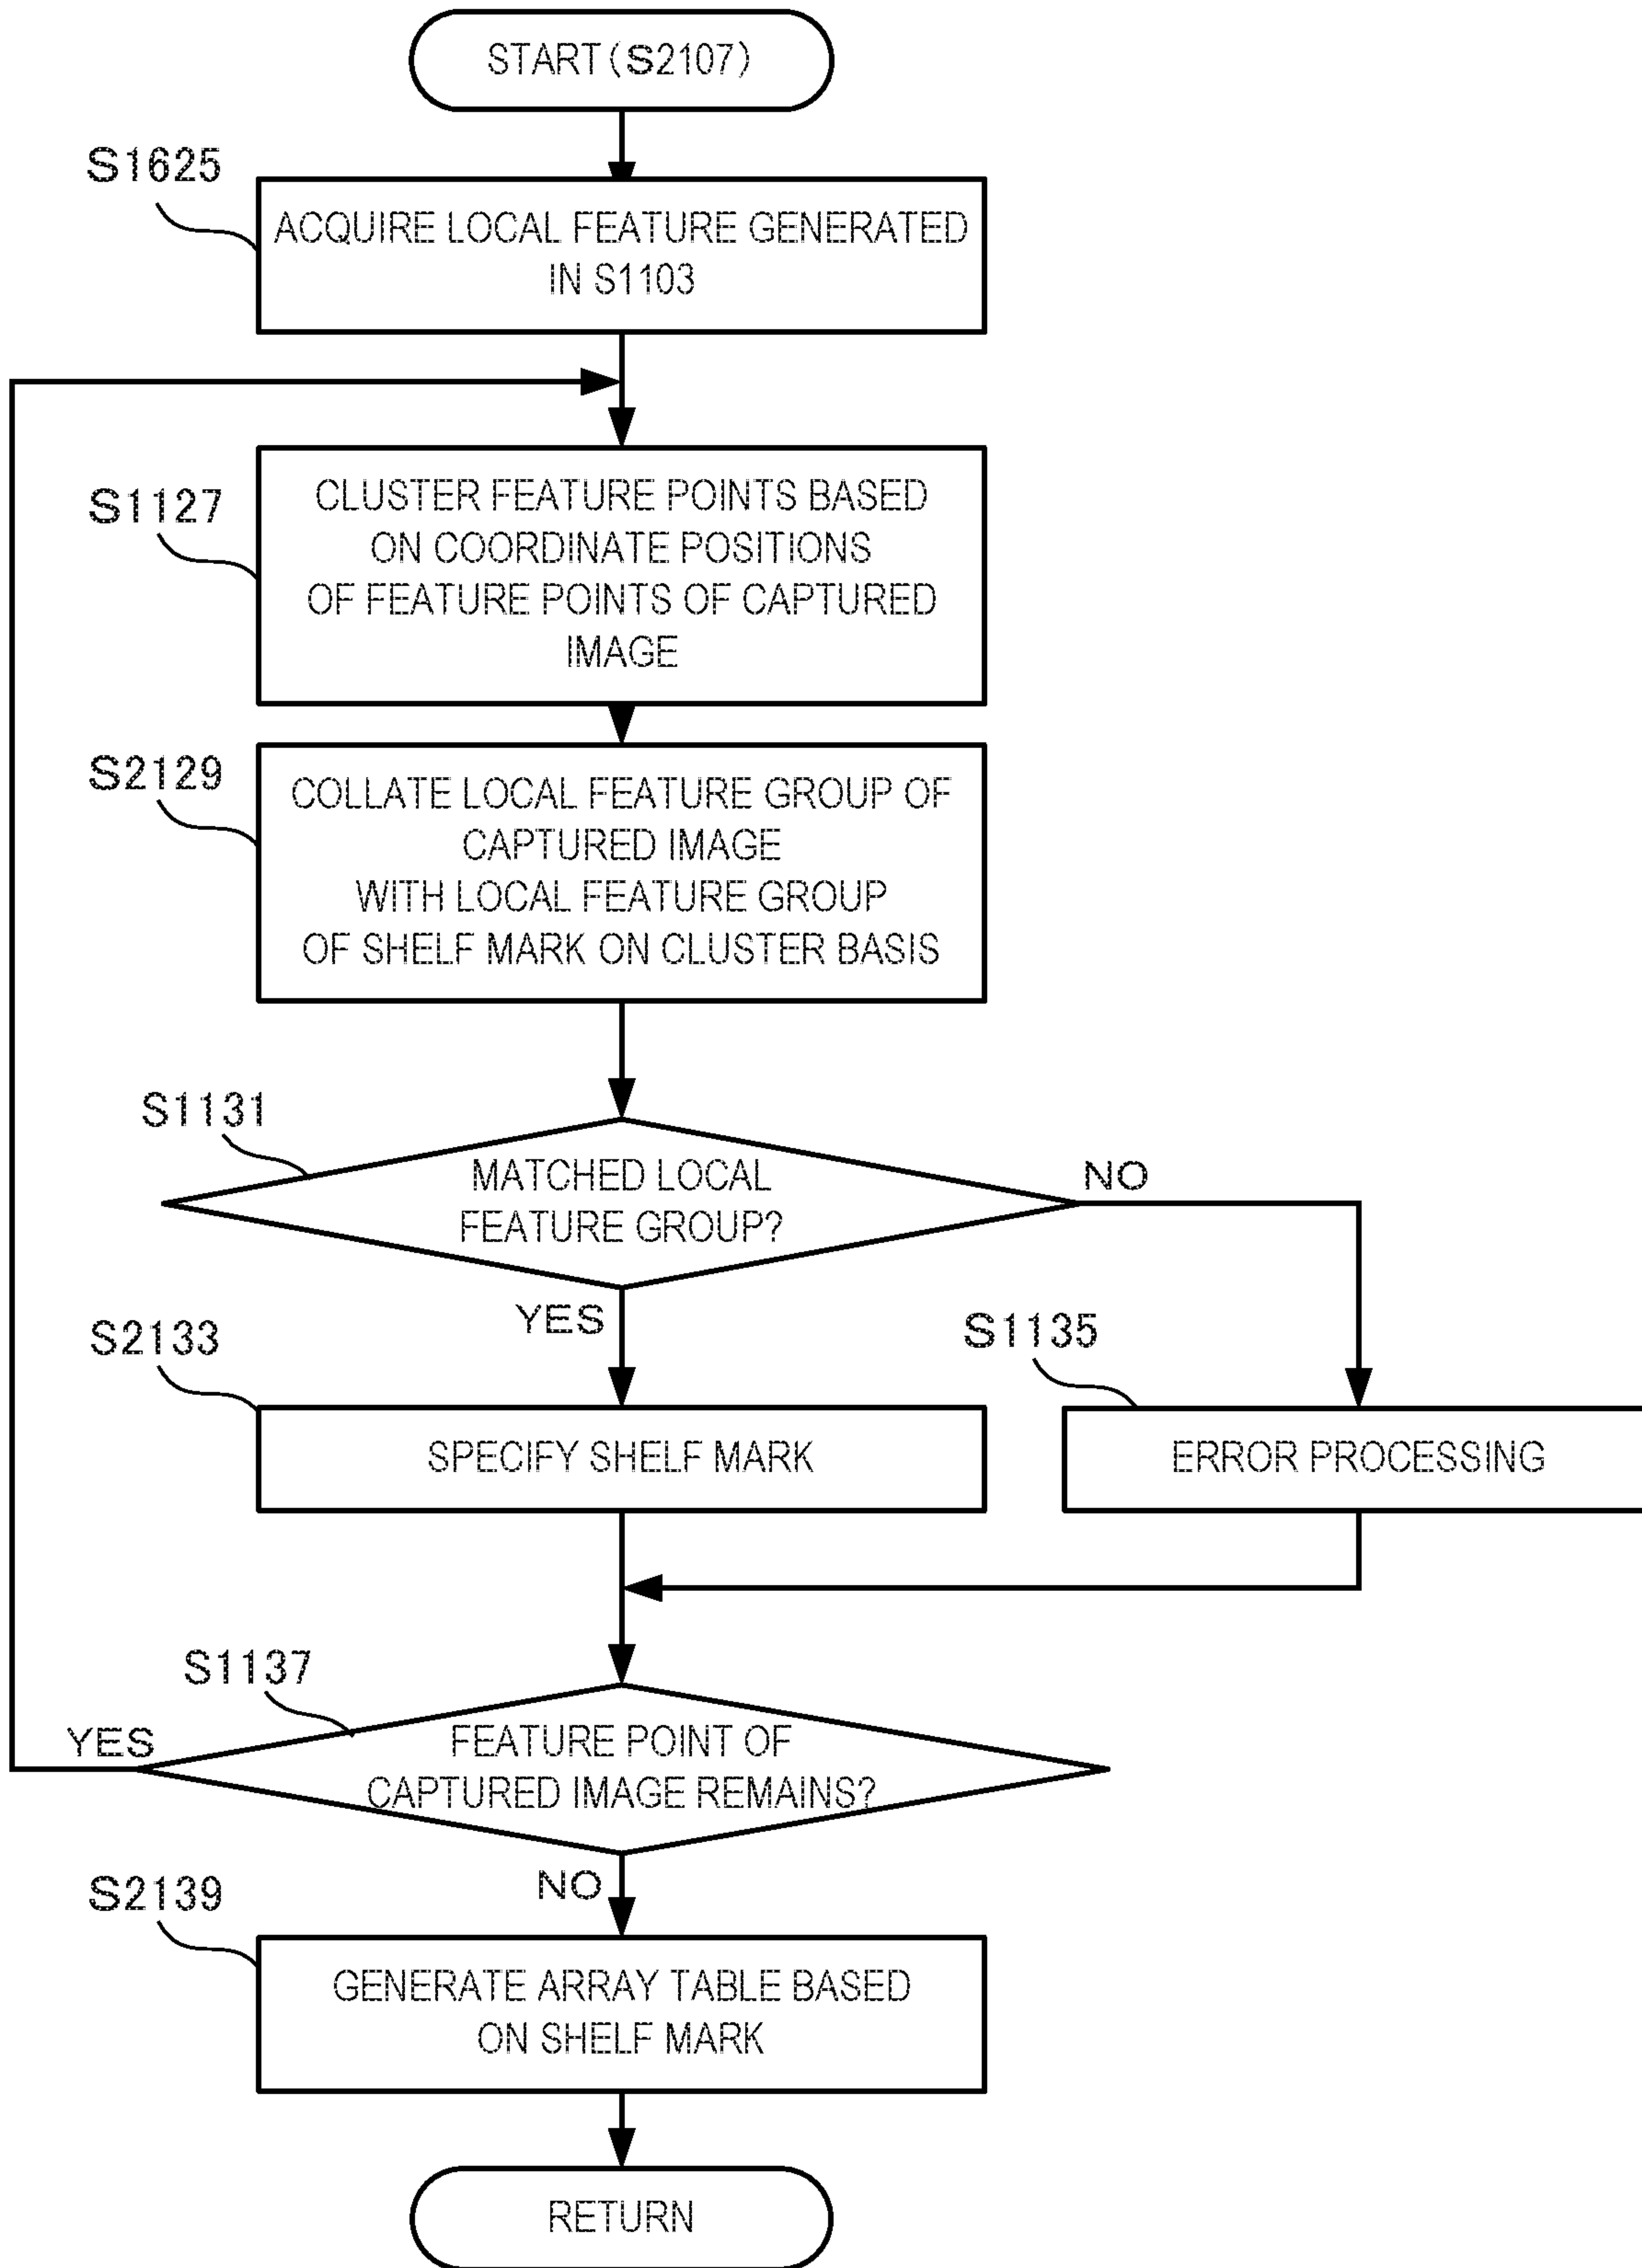 START(S2107)
S1625
ACQUIRE LOCAL FEATURE GENERATED
IN S1103
S1127
CLUSTER FEATURE POINTS BASED
ON COORDINATE POSITIONS
OF FEATURE POINTS OF CAPTURED
IMAGE
S2129
COLLATE LOCAL FEATURE GROUP OF
CAPTURED IMAGE
WITH LOCAL FEATURE GROUP
OF SHELF MARK ON CLUSTER BASIS
S1131
MATCHED LOCAL
FEATURE GROUP?
NO
YES
S2133
SPECIFY SHELF MARK
S1135
ERROR PROCESSING
S1137
FEATURE POINT OF
CAPTURED IMAGE REMAINS?
YES
NO
S2139
GENERATE ARRAY TABLE BASED
ON SHELF MARK
RETURN